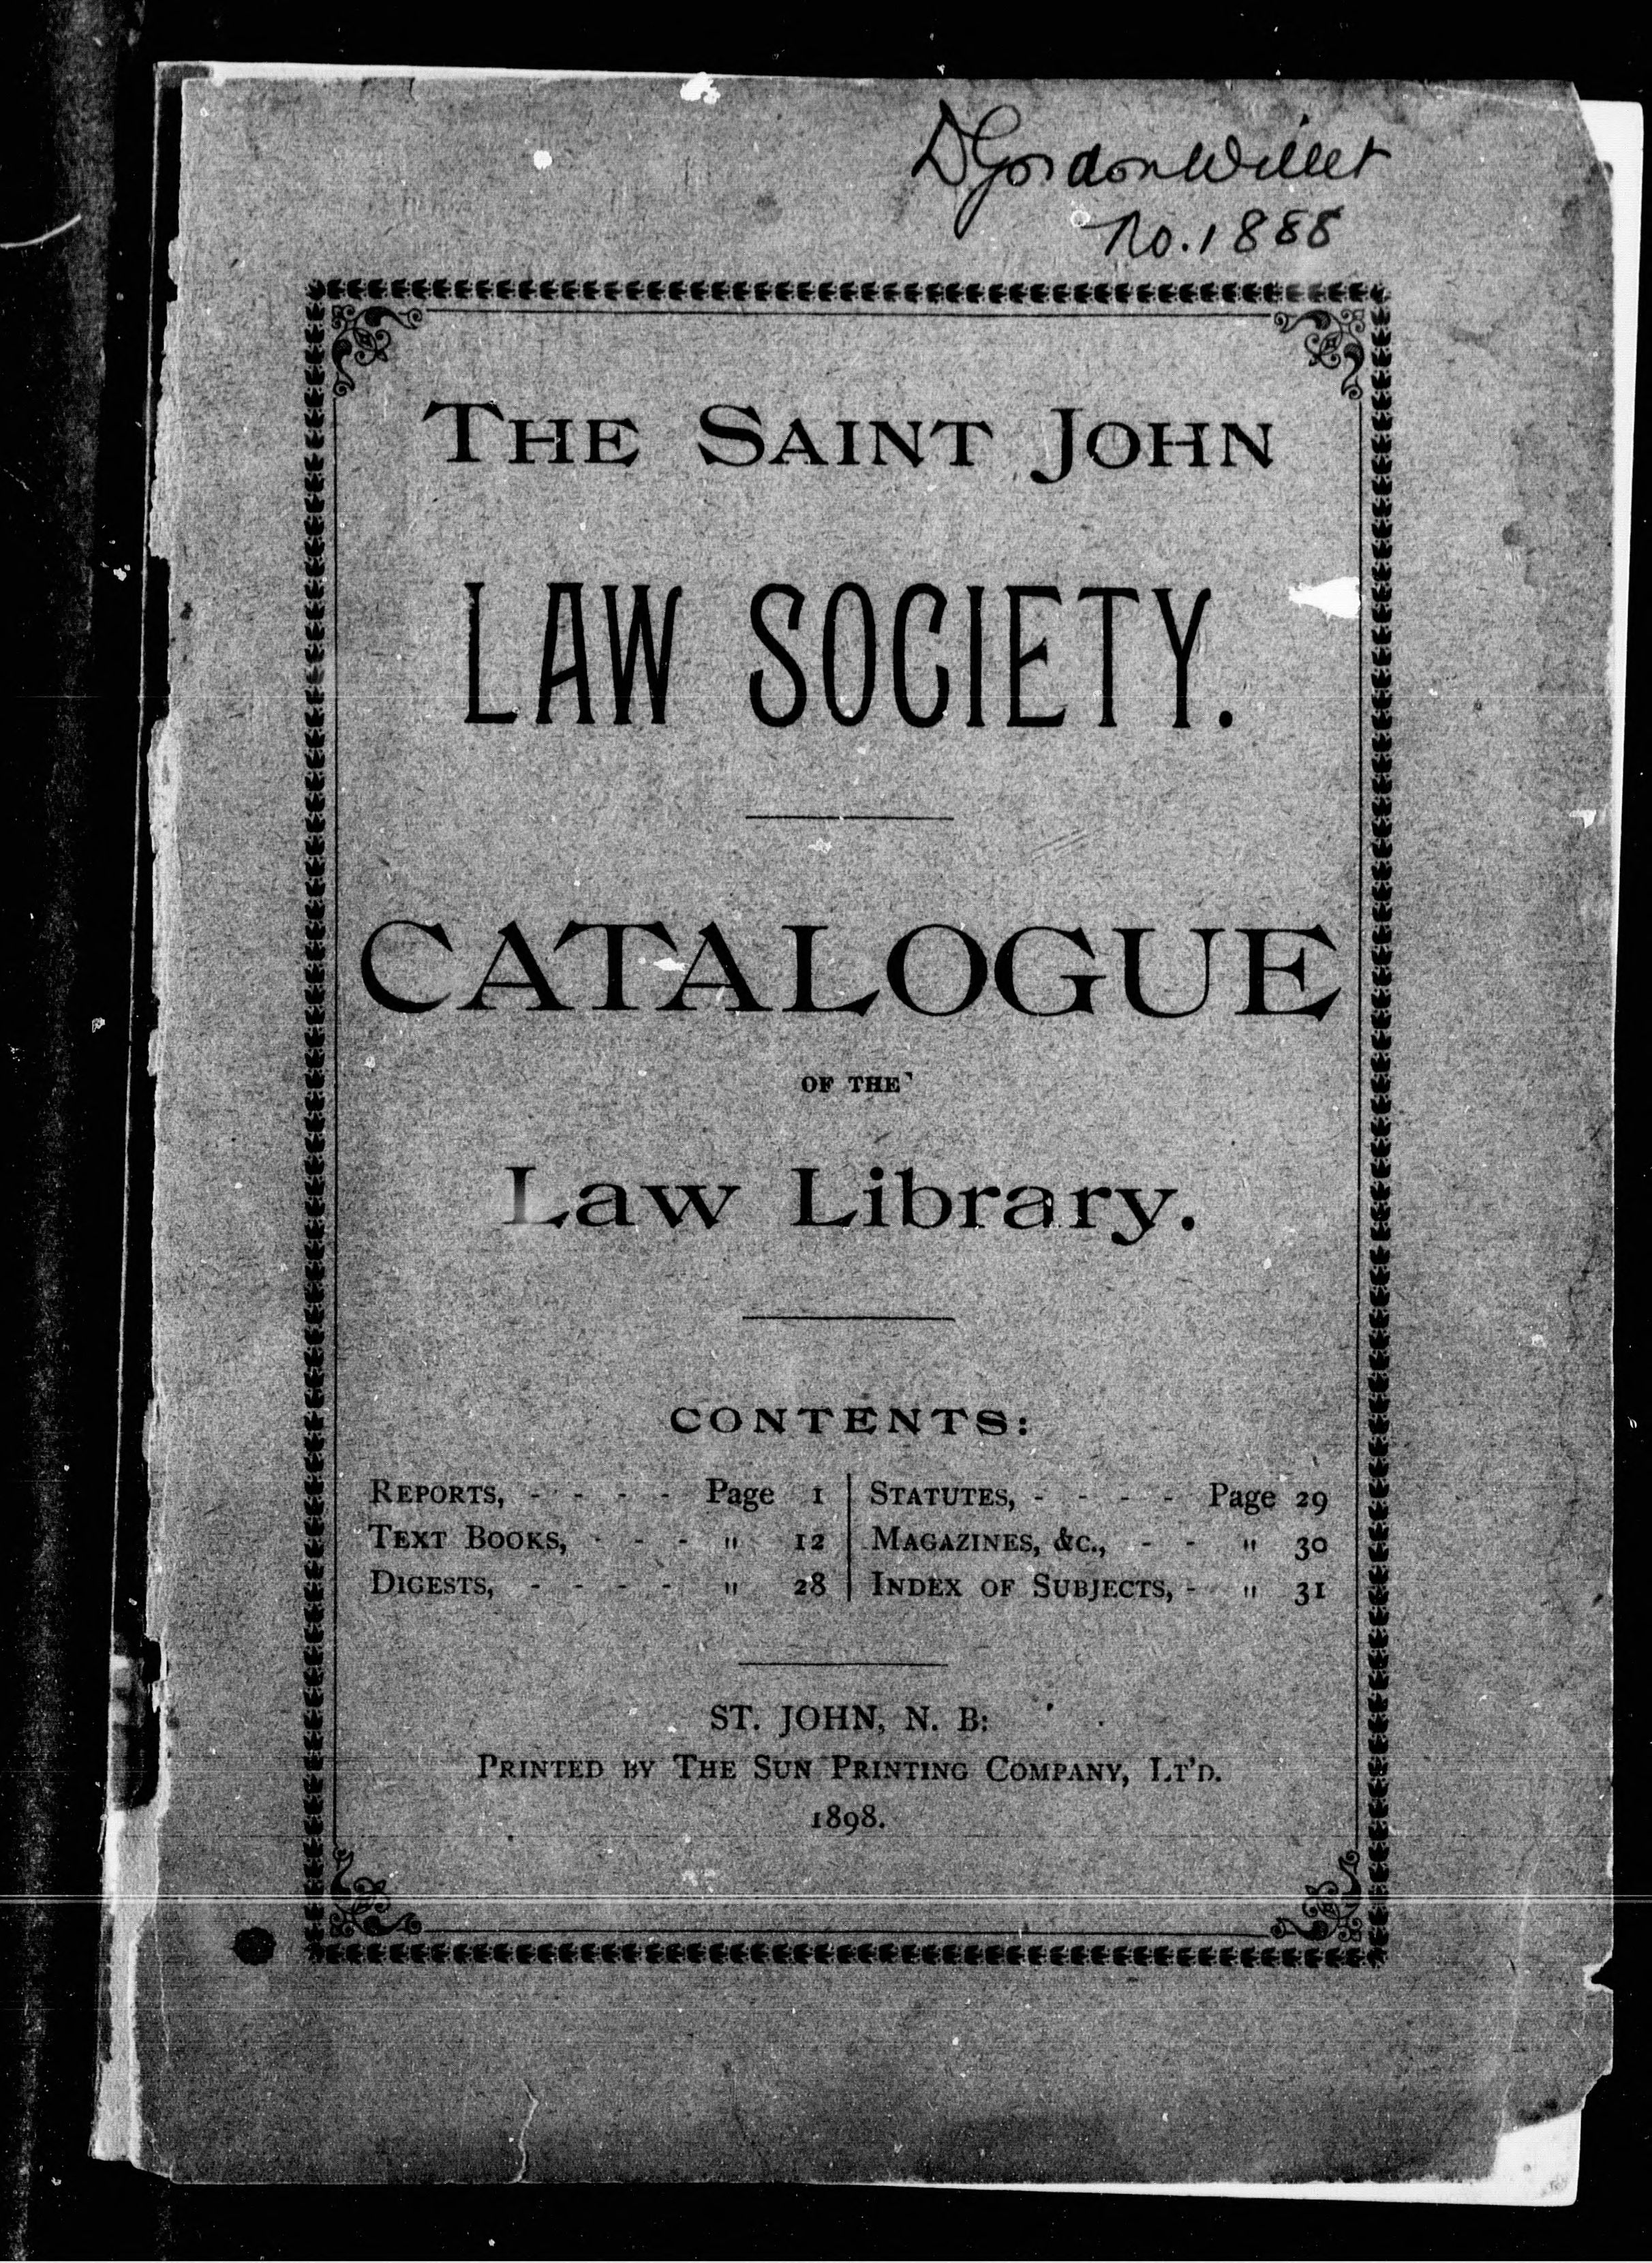 D Gordon Willet
No. 1888
THE SAINT JOHN
LAW SOCIETY.
CATALOGUE
OF THE
Law Library.
CONTENTS:
REPORTS, - - - - Page 1 | STATUTES, - - - - Page 29
TEXT BOOKS, - - - " 12 | MAGAZINES, &C., - - " 30
DIGESTS, - - - - " 28 | INDEX OF SUBJECTS, - " 31
ST. JOHN, N. B:
PRINTED BY THE SUN PRINTING COMPANY, LT'D.
1898.